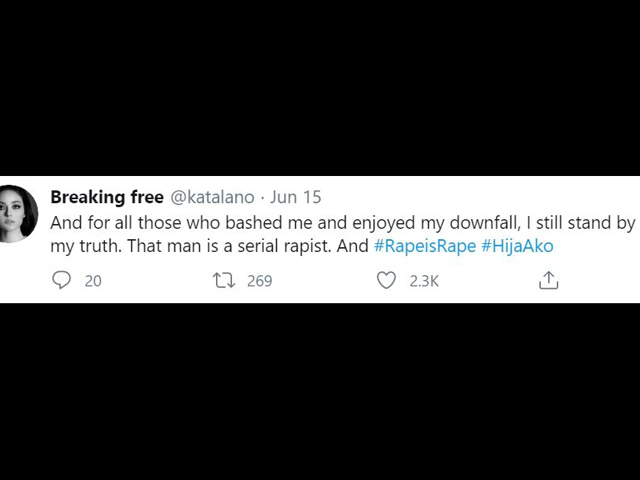 Breaking free @katalano · Jun 15
And for all those who bashed me and enjoyed my downfall, I still stand by
my truth. That man is a serial rapist. And #RapeisRape #HijaAko
20 269 2.3K